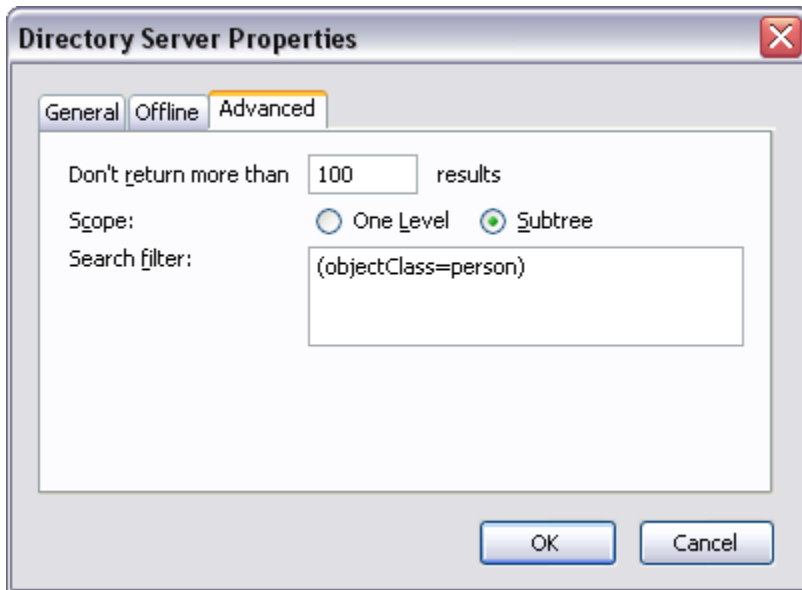 Directory Server Properties
General Offline Advanced
Don't return more than 100 results
Scope: One Level Subtree
Search filter: (objectClass=person)
OK Cancel